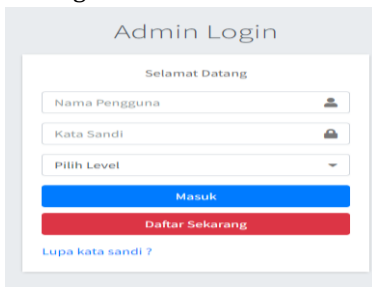 Admin Login
Selamat Datang
Nama Pengguna
Kata Sandi
Pilih Level
Masuk
Daftar Sekarang
Lupa kata sandi ?